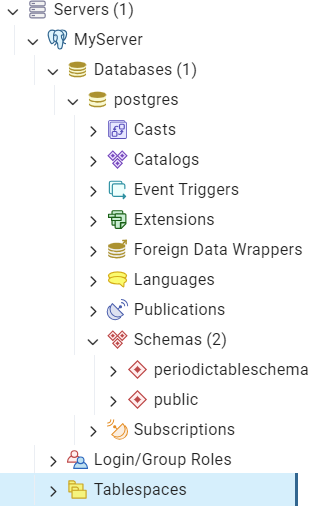 Servers (1)
MyServer
Databases (1)
postgres
Casts
Catalogs
Event Triggers
Extensions
Foreign Data Wrappers
Languages
Publications
Schemas (2)
periodictableschema
public
Subscriptions
Login/Group Roles
Tablespaces